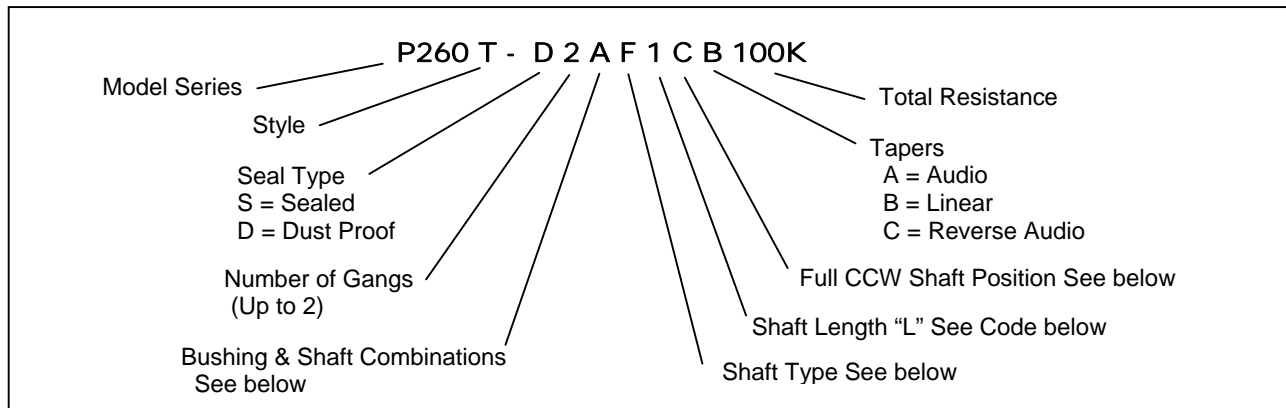 P260 T - D 2 A F 1 C B 100K
Model Series
Style
Seal Type
S = Sealed
D = Dust Proof
Number of Gangs
(Up to 2)
Bushing & Shaft Combinations
See below
Total Resistance
Tapers
A = Audio
B = Linear
C = Reverse Audio
Full CCW Shaft Position See below
Shaft Length “L” See Code below
Shaft Type See below